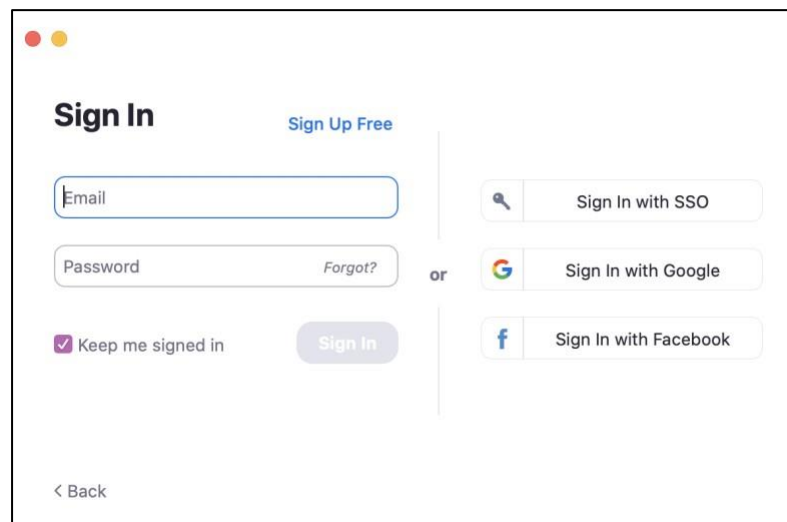 Sign In
Sign Up Free
Email
Password
Forgot?
Keep me signed in
Sign In
or
Sign In with SSO
Sign In with Google
Sign In with Facebook
< Back